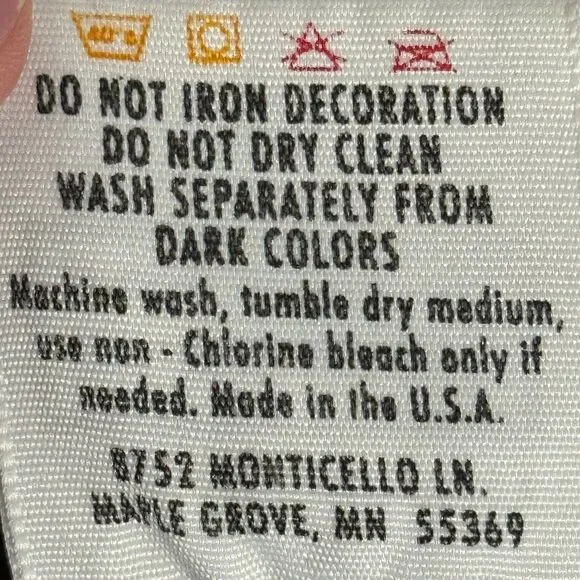 DO NOT IRON DECORATION
DO NOT DRY CLEAN
WASH SEPARATELY FROM
DARK COLORS
Machine wash, tumble dry medium,
use non - Chlorine bleach only if
needed. Made in the U.S.A.
8752 MONTICELLO LN.
MAPLE GROVE, MN 55369